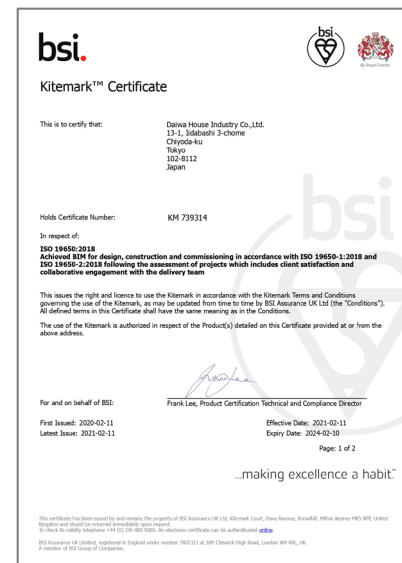 bsi.
bsi
By Royal Charter
Kitemark™ Certificate
This is to certify that:
Daiwa House Industry Co.,Ltd.
13-1, Iidabashi 3-chome
Chiyoda-ku
Tokyo
102-8112
Japan
Holds Certificate Number:
KM 739314
In respect of:
ISO 19650:2018
Achieved BIM for design, construction and commissioning in accordance with ISO 19650-1:2018 and
ISO 19650-2:2018 following the assessment of projects which includes client satisfaction and
collaborative engagement with the delivery team
This issues the right and licence to use the Kitemark in accordance with the Kitemark Terms and Conditions
governing the use of the Kitemark, as may be updated from time to time by BSI Assurance UK Ltd (the "Conditions").
All defined terms in this Certificate shall have the same meaning as in the Conditions.
The use of the Kitemark is authorized in respect of the Product(s) detailed on this Certificate provided at or from the
above address.
For and on behalf of BSI:
Frank Lee, Product Certification Technical and Compliance Director
First Issued: 2020-02-11
Effective Date: 2021-02-11
Latest Issue: 2021-02-11
Expiry Date: 2024-02-10
Page: 1 of 2
...making excellence a habit.™
This certificate has been issued by and remains the property of BSI Assurance UK Ltd, Kitemark Court, Davy Avenue, Knowlhill, Milton Keynes MK5 8PP, United
Kingdom and should be returned immediately upon request.
To check its validity telephone +44 (0) 345 080 9000. An electronic certificate can be authenticated online.
BSI Assurance UK Limited, registered in England under number 7805321 at 389 Chiswick High Road, London W4 4AL, UK.
A member of BSI Group of Companies.